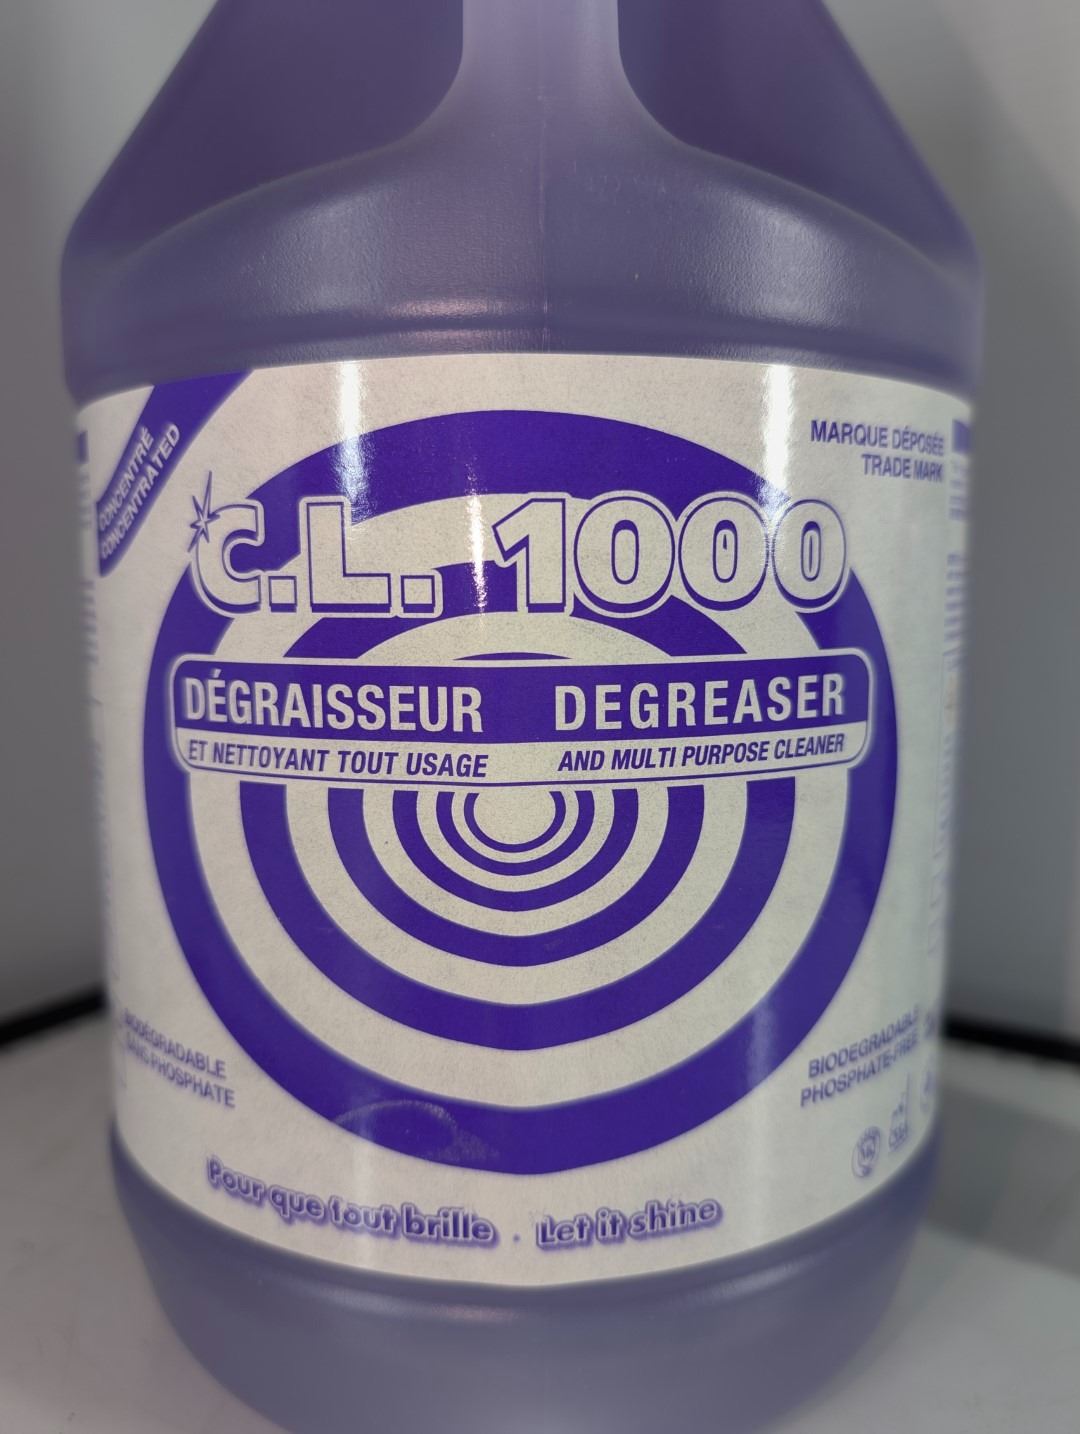 CONCENTRÉ
CONCENTRATED
MARQUE DÉPOSÉE
TRADE MARK
C.L. 1000
DÉGRAISSEUR DEGREASER
ET NETTOYANT TOUT USAGE AND MULTI PURPOSE CLEANER
BIODÉGRADABLE
SANS PHOSPHATE
BIODEGRADABLE
PHOSPHATE-FREE
Pour que tout brille . Let it shine